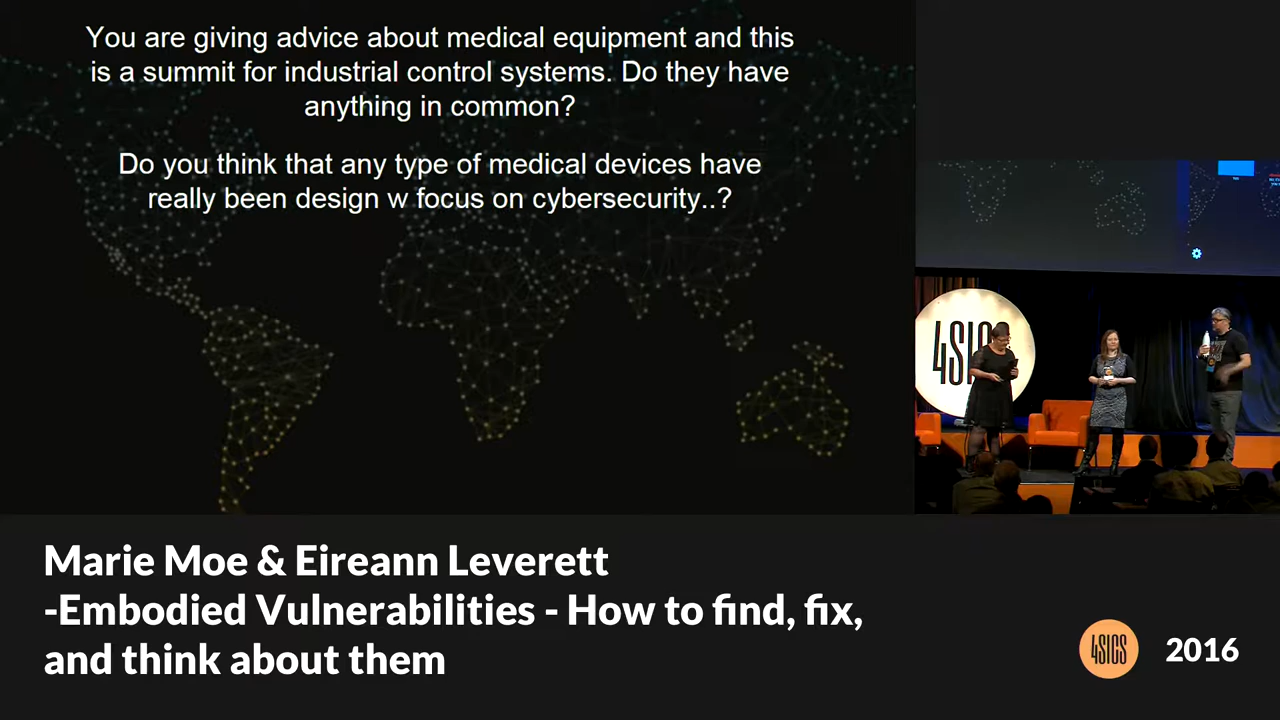 You are giving advice about medical equipment and this
is a summit for industrial control systems. Do they have
anything in common?
Do you think that any type of medical devices have
really been design w focus on cybersecurity..?
4SICS
Marie Moe & Eireann Leverett
-Embodied Vulnerabilities - How to find, fix,
and think about them
4SICS
2016